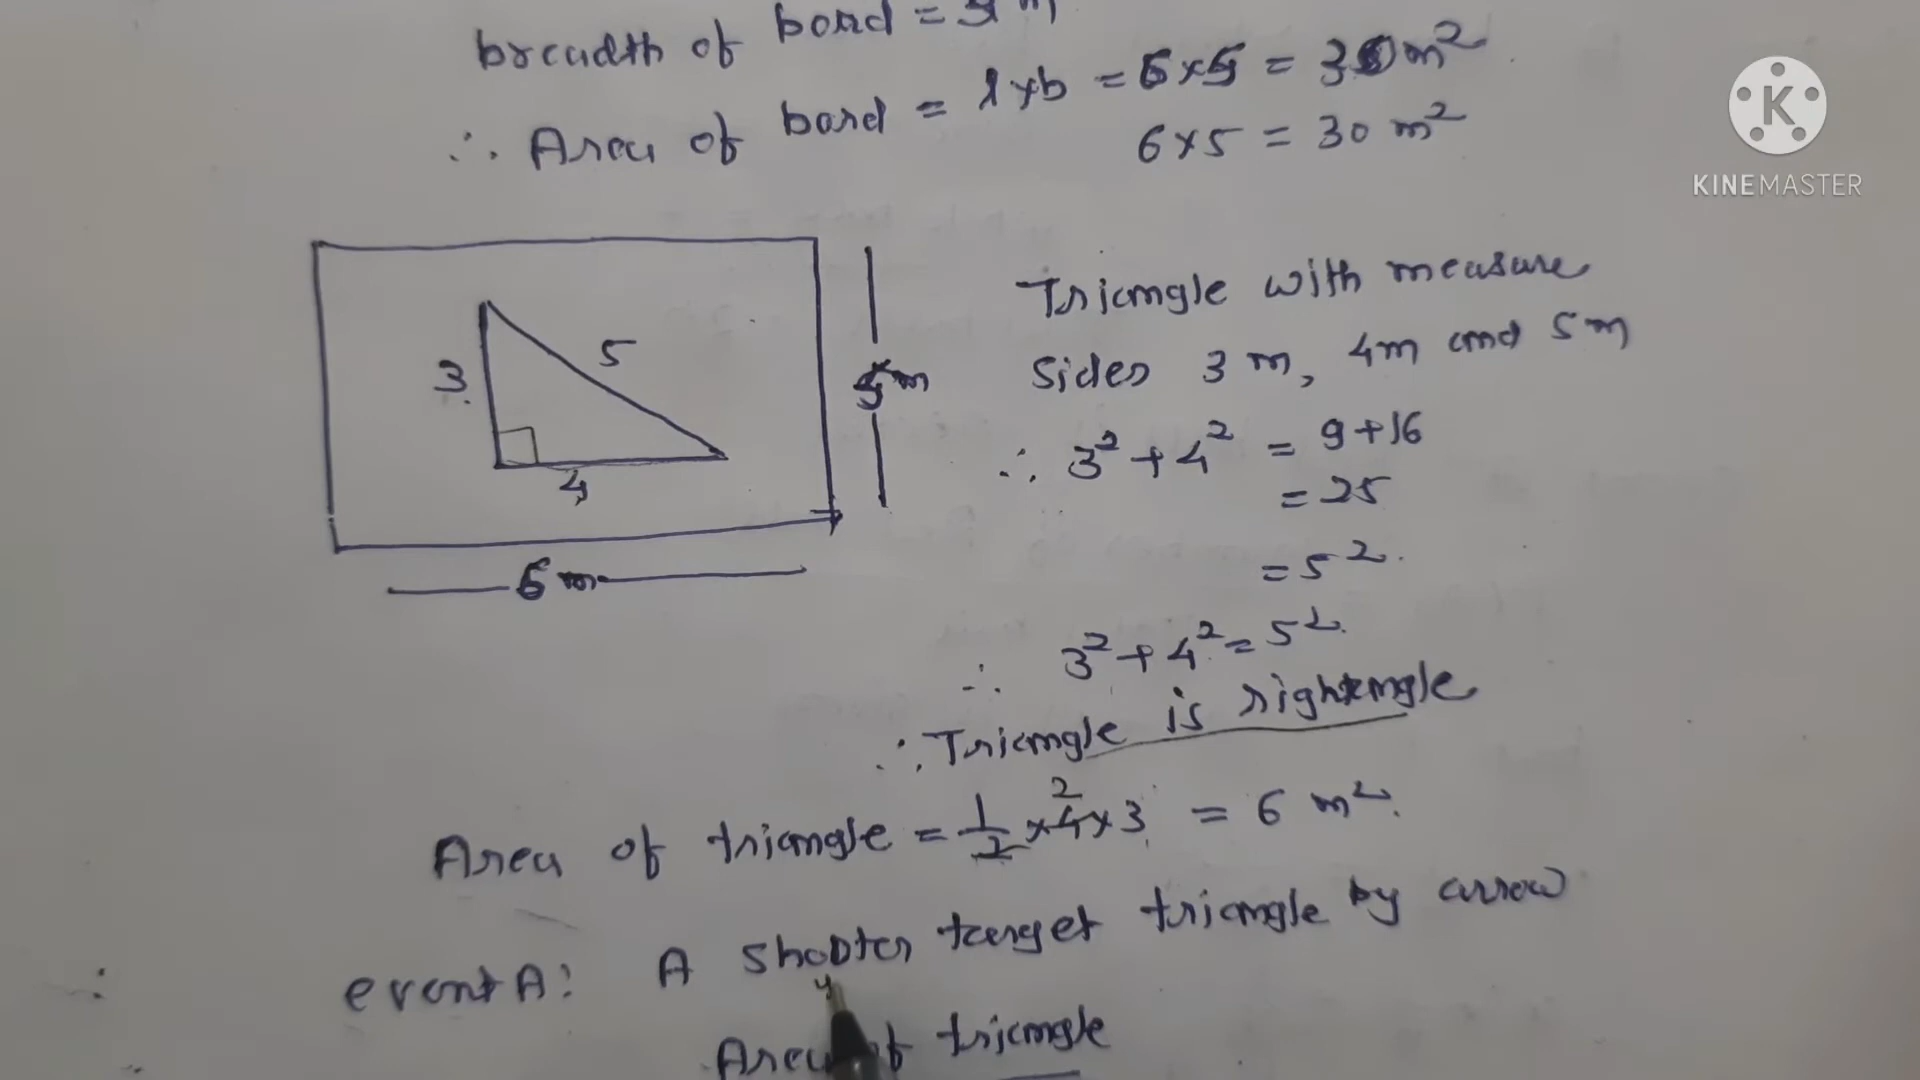 breadth of board = 5 m
∴ Area of board = l×b = 6×5 = 30 m²
6×5 = 30 m²
K
KINEMASTER
3
5
4
5m
6 m
Triangle with measure
Sides 3 m, 4m and 5m
∴ 3² + 4² = 9+16
= 25
= 5²
∴ 3² + 4² = 5²
∴ Triangle is rightangle
Area of triangle = 1/2 × 4 × 3 = 6 m².
2
event A: A shooter target triangle by arrow
Area of triangle